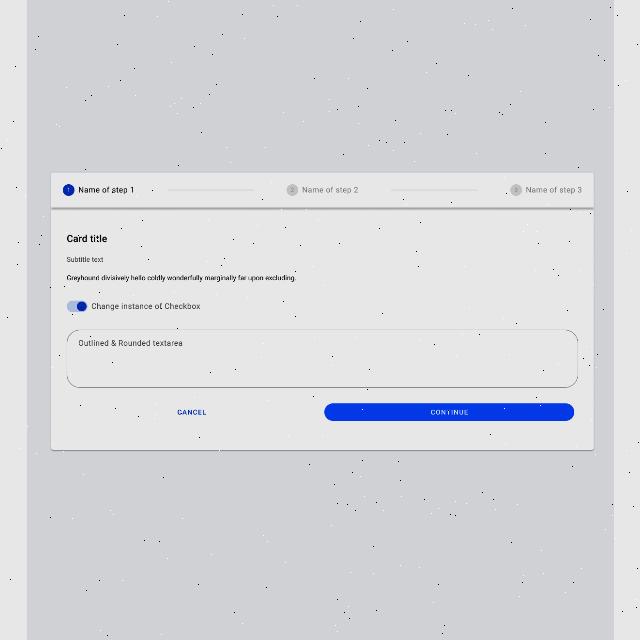 1 Name of step 1
2 Name of step 2
3 Name of step 3
Card title
Subtitle text
Greyhound divisively hello coldly wonderfully marginally far upon excluding.
Change instance of Checkbox
Outlined & Rounded textarea
CANCEL
CONTINUE